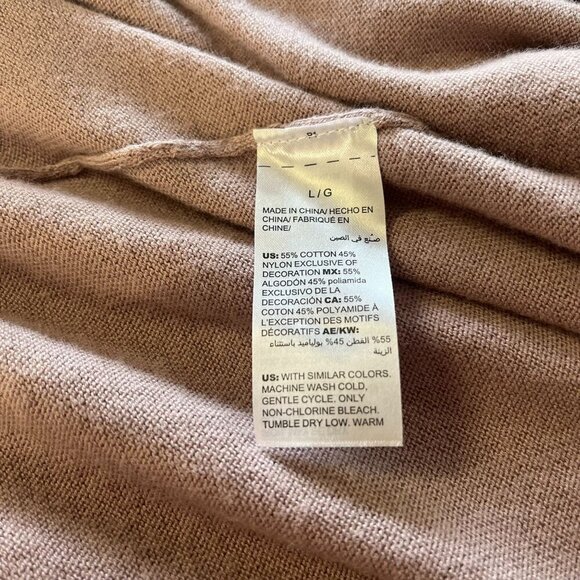 L / G
MADE IN CHINA/ HECHO EN
CHINA/ FABRIQUÉ EN
CHINE/
صنع في الصين
US: 55% COTTON 45%
NYLON EXCLUSIVE OF
DECORATION MX: 55%
ALGODÓN 45% poliamida
EXCLUSIVO DE LA
DECORACIÓN CA: 55%
COTON 45% POLYAMIDE À
L'EXCEPTION DES MOTIFS
DÉCORATIFS AE/KW:
55% القطن 45% بولياميد باستثناء
الزينة
US: WITH SIMILAR COLORS.
MACHINE WASH COLD,
GENTLE CYCLE, ONLY
NON-CHLORINE BLEACH.
TUMBLE DRY LOW. WARM